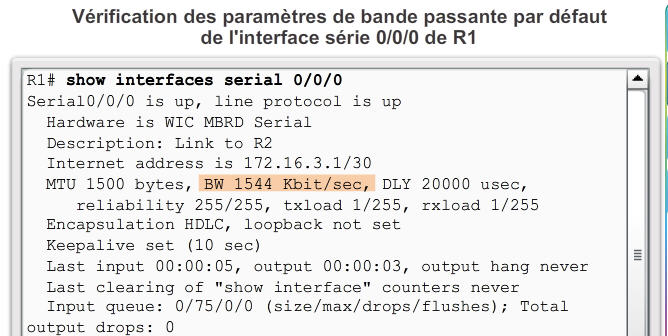 Vérification des paramètres de bande passante par défaut
de l'interface série 0/0/0 de R1
R1# show interfaces serial 0/0/0
Serial0/0/0 is up, line protocol is up
Hardware is WIC MBRD Serial
Description: Link to R2
Internet address is 172.16.3.1/30
MTU 1500 bytes, BW 1544 Kbit/sec, DLY 20000 usec,
reliability 255/255, txload 1/255, rxload 1/255
Encapsulation HDLC, loopback not set
Keepalive set (10 sec)
Last input 00:00:05, output 00:00:03, output hang never
Last clearing of "show interface" counters never
Input queue: 0/75/0/0 (size/max/drops/flushes); Total
output drops: 0